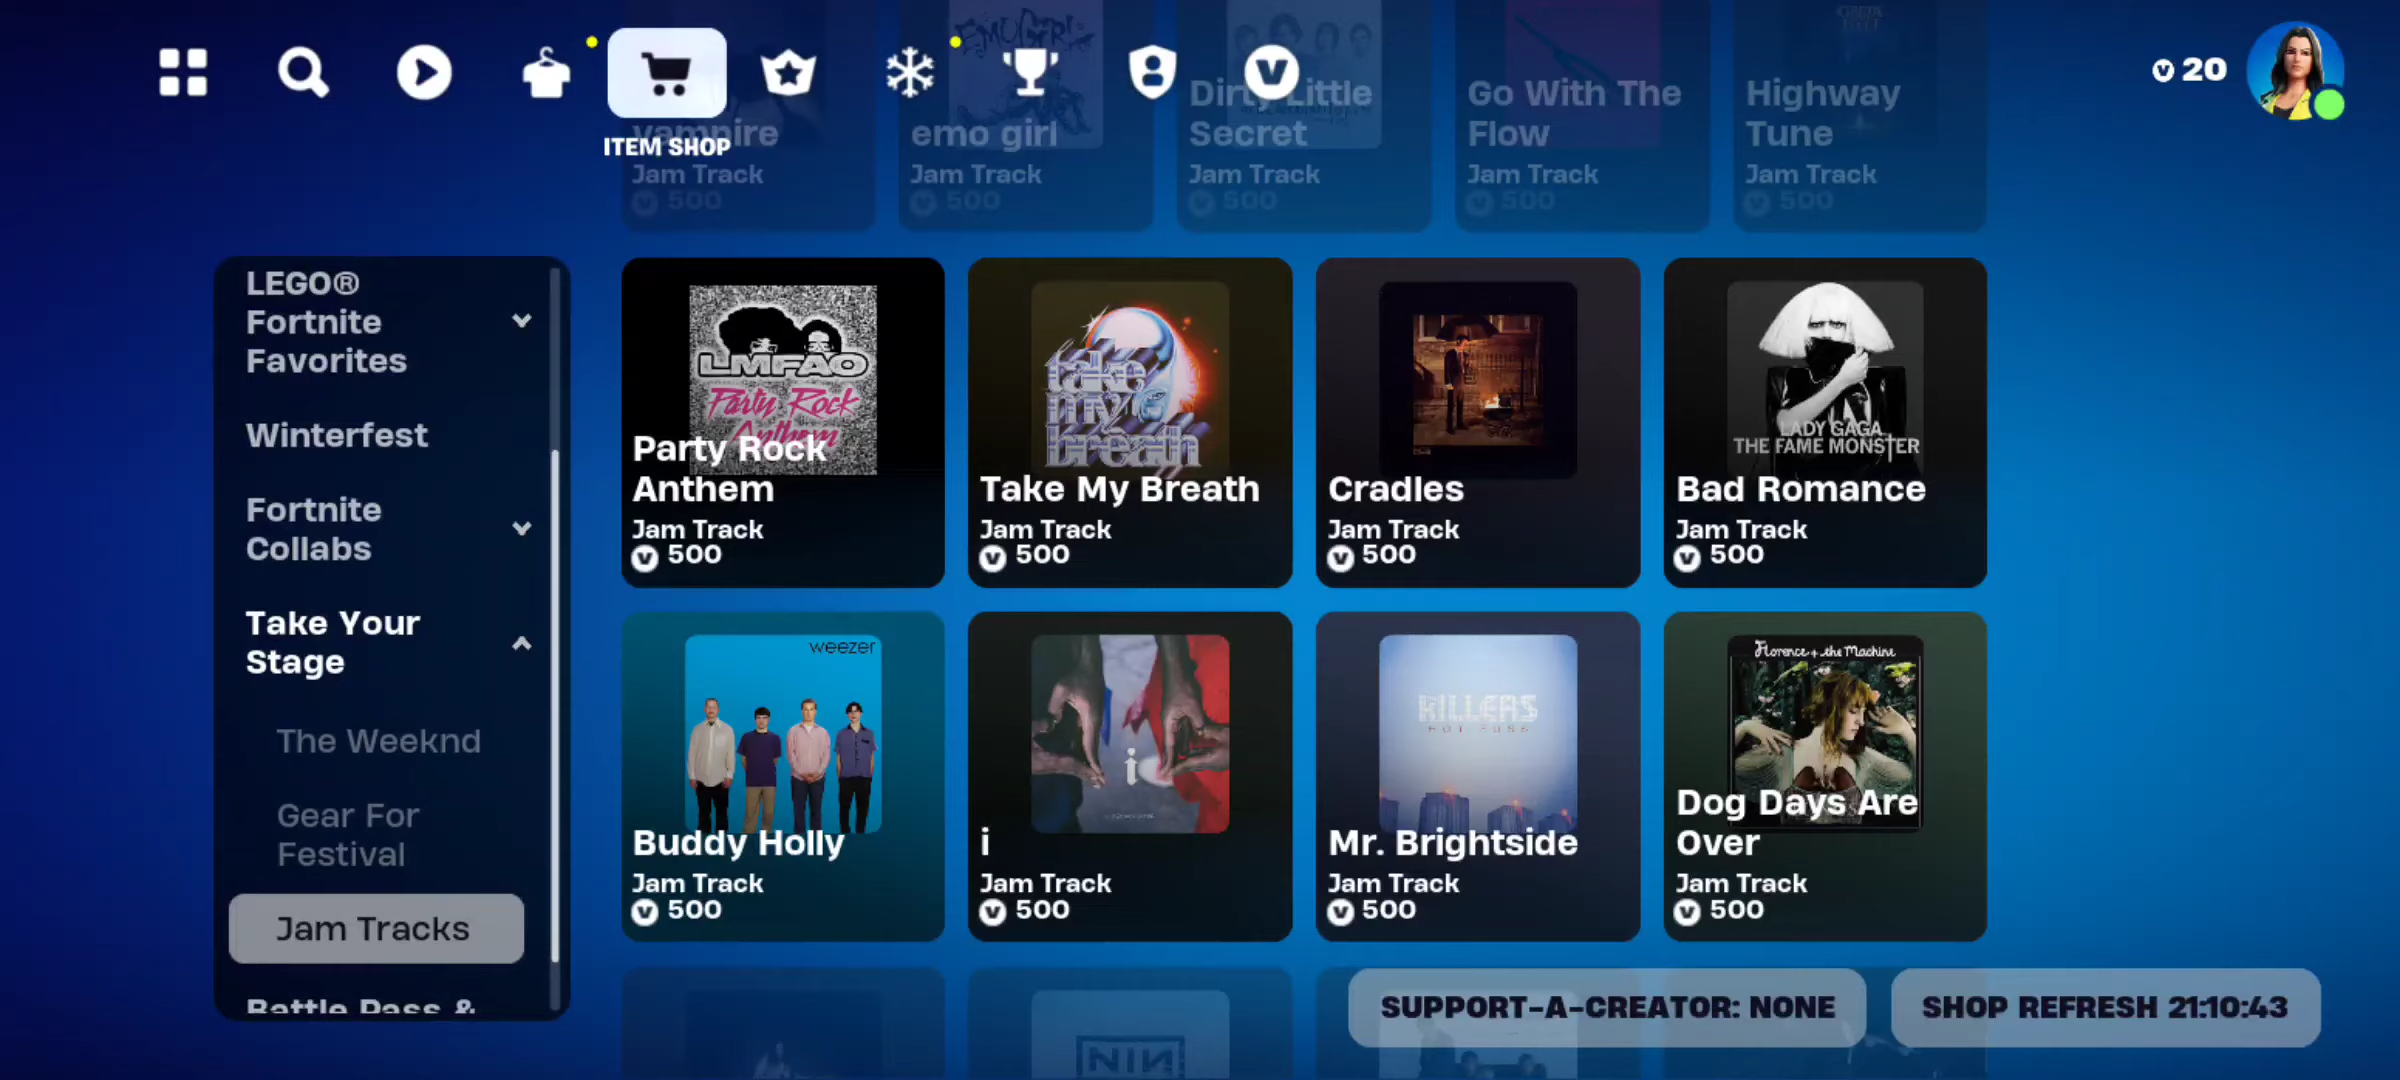 20
ITEM SHOP
vampire
Jam Track
500
emo girl
Jam Track
500
Dirty Little
Secret
Jam Track
500
Go With The
Flow
Jam Track
500
Highway
Tune
Jam Track
500
LEGO®
Fortnite
Favorites
Winterfest
Fortnite
Collabs
Take Your
Stage
The Weeknd
Gear For
Festival
Jam Tracks
Battle Pass &
LMFAO
Party Rock
Anthem
Party Rock
Anthem
Jam Track
500
take
my
breath
Take My Breath
Jam Track
500
Cradles
Jam Track
500
LADY GAGA
THE FAME MONSTER
Bad Romance
Jam Track
500
weezer
Buddy Holly
Jam Track
500
i
i
Jam Track
500
KILLERS
HOT FUSS
Mr. Brightside
Jam Track
500
Florence + the Machine
Dog Days Are
Over
Jam Track
500
NIN
SUPPORT-A-CREATOR: NONE
SHOP REFRESH 21:10:43